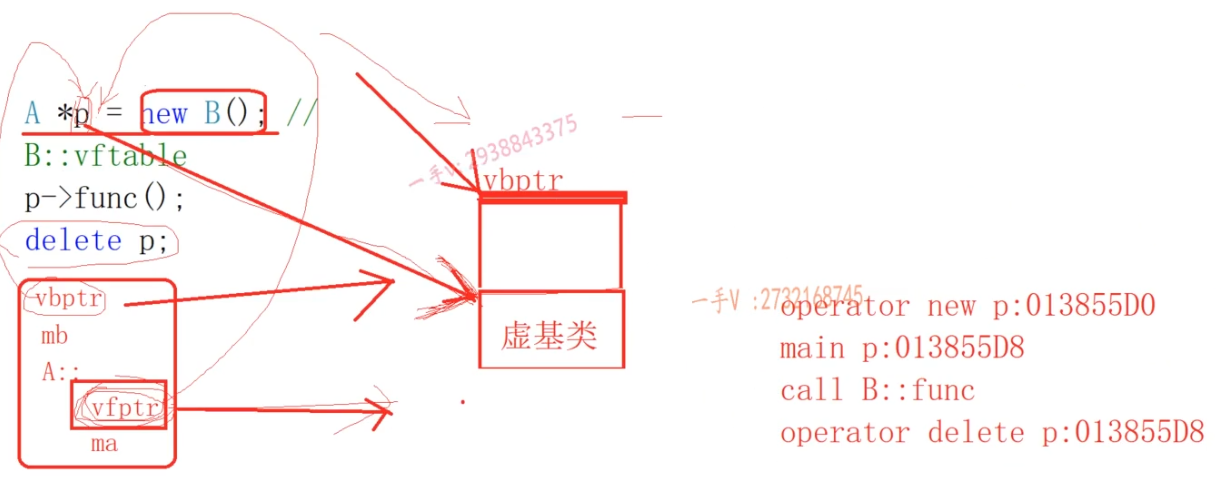 A *p = new B(); //
B::vftable
p->func();
delete p;
vbptr
mb
A::
vfptr
ma
一手v:2938843375
vbptr
虚基类
一手V :2732168745
operator new p:013855D0
main p:013855D8
call B::func
operator delete p:013855D8